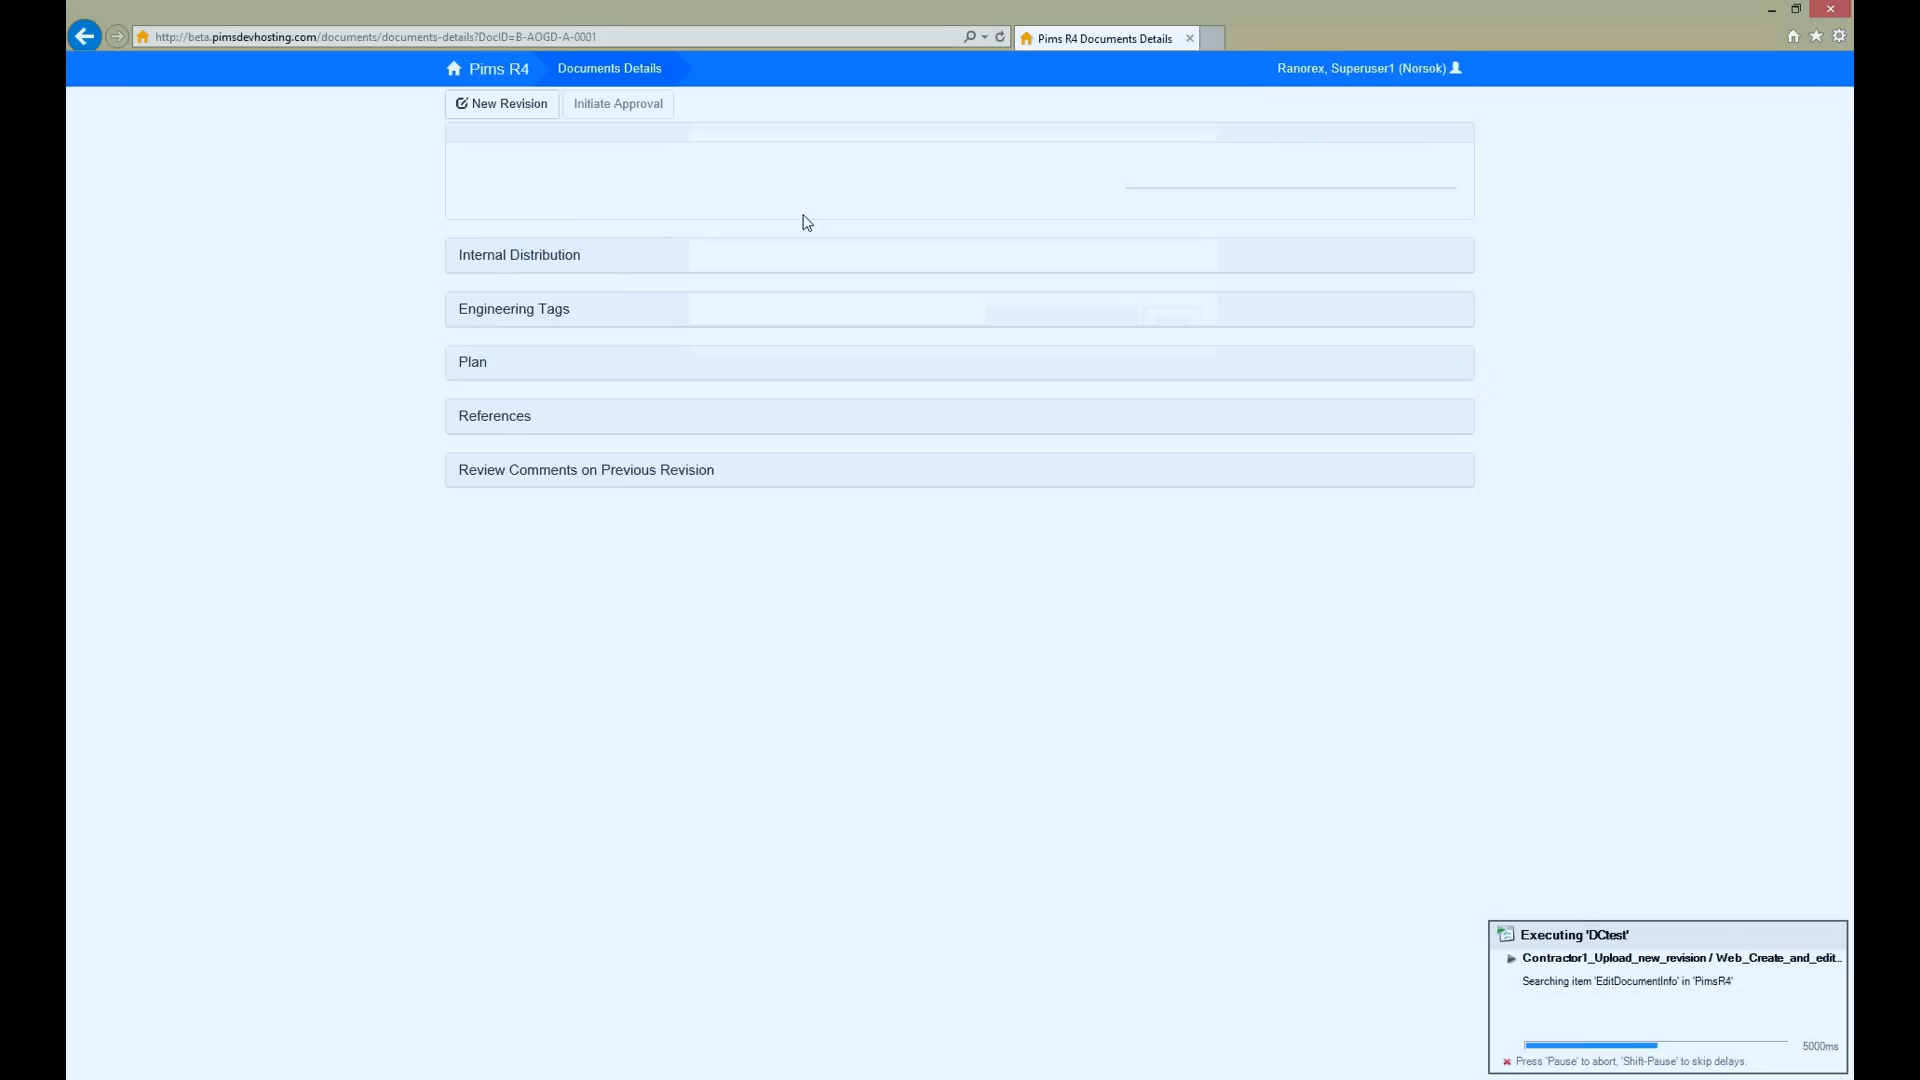 http://beta.pimsdevhosting.com/documents/documents-details?DocID=B-AOGD-A-0001
Pims R4 Documents Details
Pims R4
Documents Details
Ranorex, Superuser1 (Norsok)
New Revision
Initiate Approval
Internal Distribution
Engineering Tags
Plan
References
Review Comments on Previous Revision
Executing 'DCtest'
Contractor1_Upload_new_revision / Web_Create_and_edit...
Searching item 'EditDocumentInfo' in 'PimsR4'
5000ms
Press 'Pause' to abort, 'Shift-Pause' to skip delays.